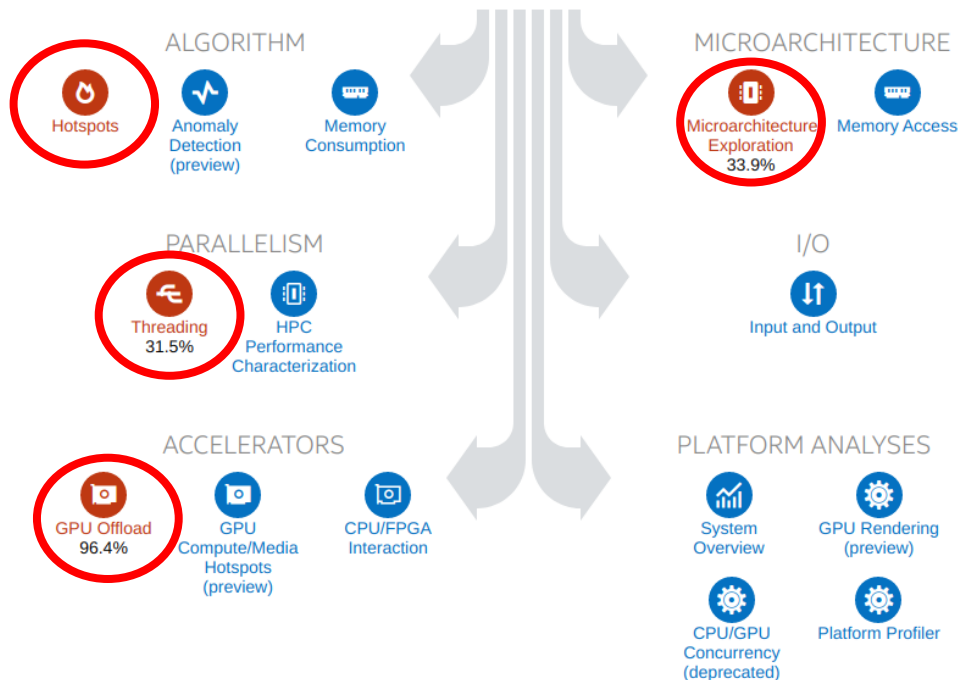 ALGORITHM
Hotspots
Anomaly
Detection
(preview)
Memory
Consumption
MICROARCHITECTURE
Microarchitecture
Exploration
33.9%
Memory Access
PARALLELISM
Threading
31.5%
HPC
Performance
Characterization
I/O
Input and Output
ACCELERATORS
GPU Offload
96.4%
GPU
Compute/Media
Hotspots
(preview)
CPU/FPGA
Interaction
PLATFORM ANALYSES
System
Overview
GPU Rendering
(preview)
CPU/GPU
Concurrency
(deprecated)
Platform Profiler